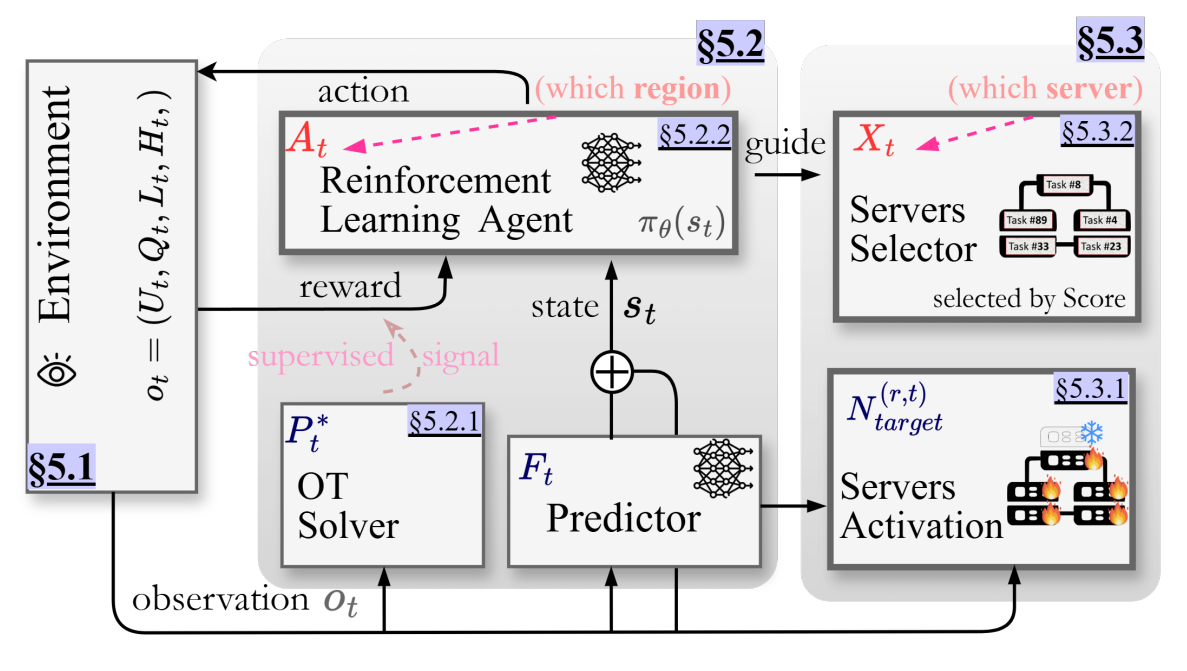 §5.2
§5.3
action
(which region)
(which server)
Environment
o_t = (U_t, Q_t, L_t, H_t, )
§5.1
A_t
§5.2.2
Reinforcement
Learning Agent
π_θ(s_t)
guide
X_t
§5.3.2
Servers
Selector
Task #8
Task #89
Task #4
Task #33
Task #23
selected by Score
reward
state s_t
supervised signal
P_t^*
§5.2.1
OT
Solver
F_t
Predictor
N_{target}^{(r,t)}
§5.3.1
Servers
Activation
observation o_t